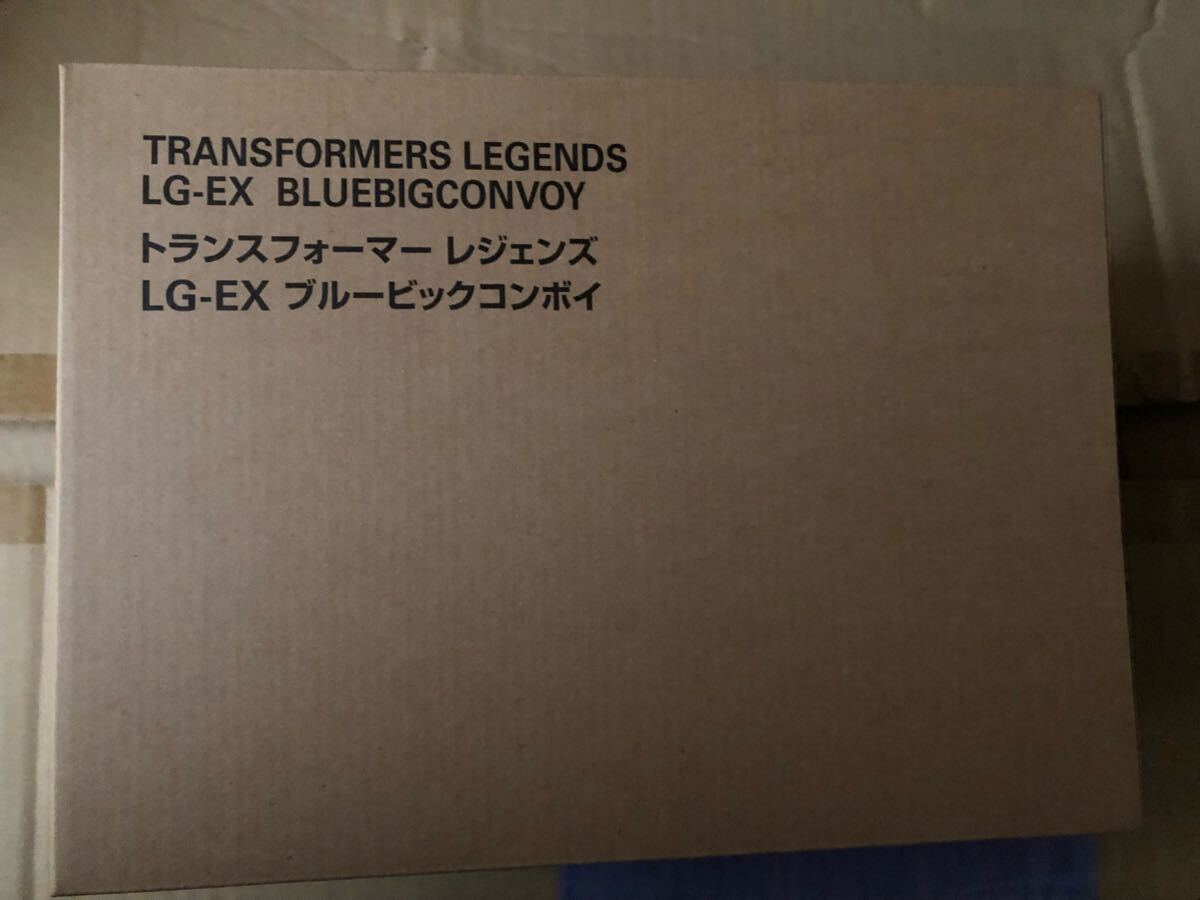 TRANSFORMERS LEGENDS
LG-EX BLUEBIGCONVOY
トランスフォーマー レジェンズ
LG-EX ブルービックコンボイ